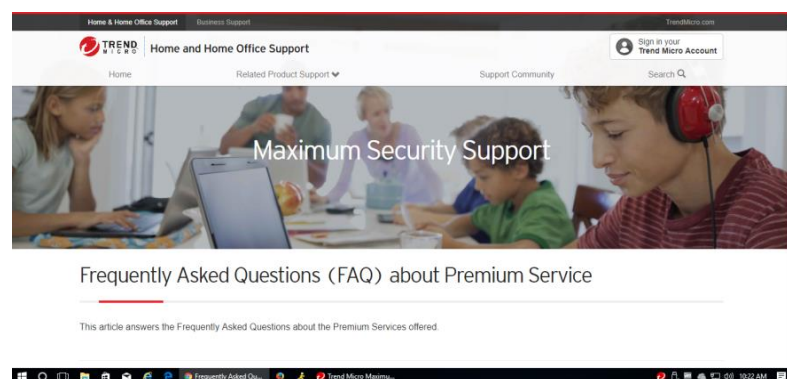 Home & Home Office Support Business Support TrendMicro.com
TREND MICRO Home and Home Office Support Sign in your Trend Micro Account
Home Related Product Support Support Community Search
Maximum Security Support
Frequently Asked Questions (FAQ) about Premium Service
This article answers the Frequently Asked Questions about the Premium Services offered.
Frequently Asked Qu... Trend Micro Maximu... 10:22 AM